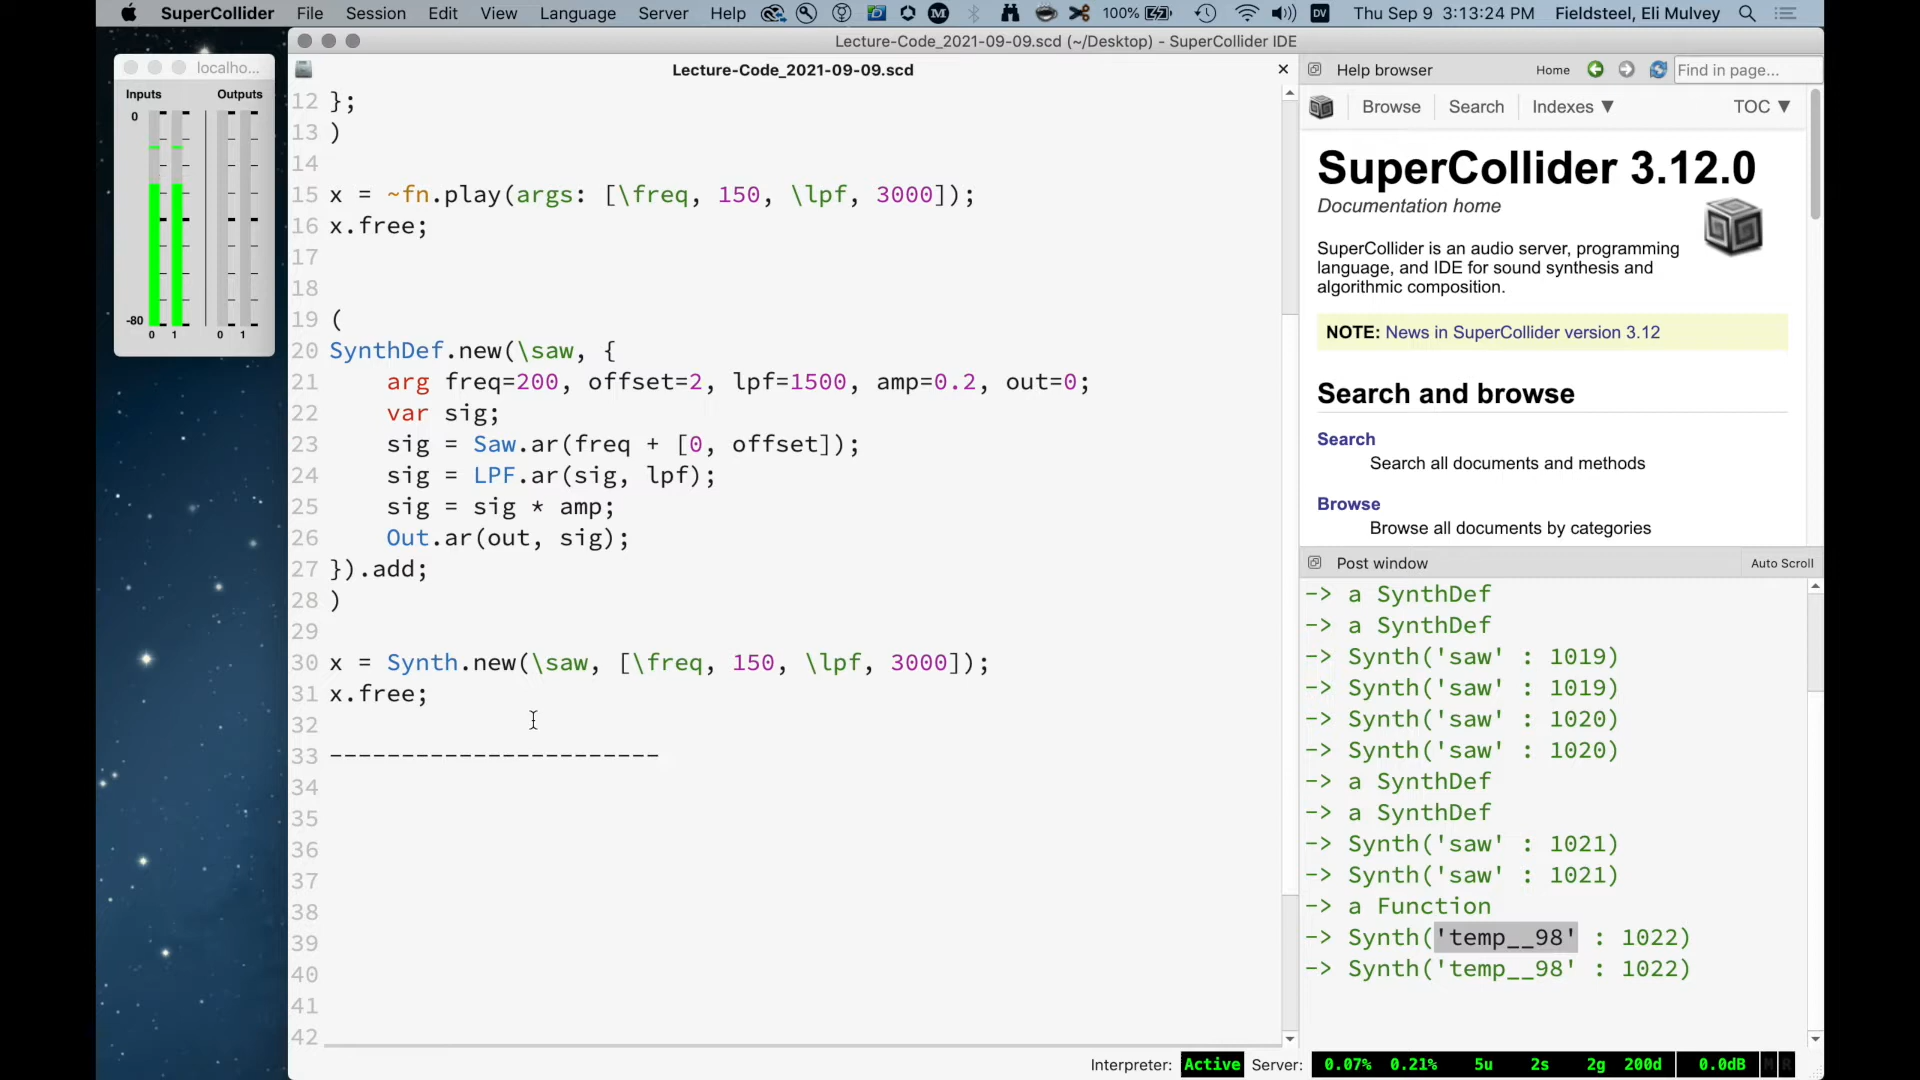 SuperCollider File Session Edit View Language Server Help 100% Thu Sep 9 3:13:24 PM Fieldsteel, Eli Mulvey
Lecture-Code_2021-09-09.scd (~/Desktop) - SuperCollider IDE
localho...
Inputs Outputs
0
-80
0 1 0 1
Lecture-Code_2021-09-09.scd
12 };
13 )
14
15 x = ~fn.play(args: [\freq, 150, \lpf, 3000]);
16 x.free;
17
18
19 (
20 SynthDef.new(\saw, {
21 arg freq=200, offset=2, lpf=1500, amp=0.2, out=0;
22 var sig;
23 sig = Saw.ar(freq + [0, offset]);
24 sig = LPF.ar(sig, lpf);
25 sig = sig * amp;
26 Out.ar(out, sig);
27 }).add;
28 )
29
30 x = Synth.new(\saw, [\freq, 150, \lpf, 3000]);
31 x.free;
32
33 -----------------------
34
35
36
37
38
39
40
41
42
Help browser Home Find in page...
Browse Search Indexes ▼ TOC ▼
SuperCollider 3.12.0
Documentation home
SuperCollider is an audio server, programming
language, and IDE for sound synthesis and
algorithmic composition.
NOTE: News in SuperCollider version 3.12
Search and browse
Search
Search all documents and methods
Browse
Browse all documents by categories
Post window Auto Scroll
-> a SynthDef
-> a SynthDef
-> Synth('saw' : 1019)
-> Synth('saw' : 1019)
-> Synth('saw' : 1020)
-> Synth('saw' : 1020)
-> a SynthDef
-> a SynthDef
-> Synth('saw' : 1021)
-> Synth('saw' : 1021)
-> a Function
-> Synth('temp__98' : 1022)
-> Synth('temp__98' : 1022)
Interpreter: Active Server: 0.07% 0.21% 5u 2s 2g 200d 0.0dB M R